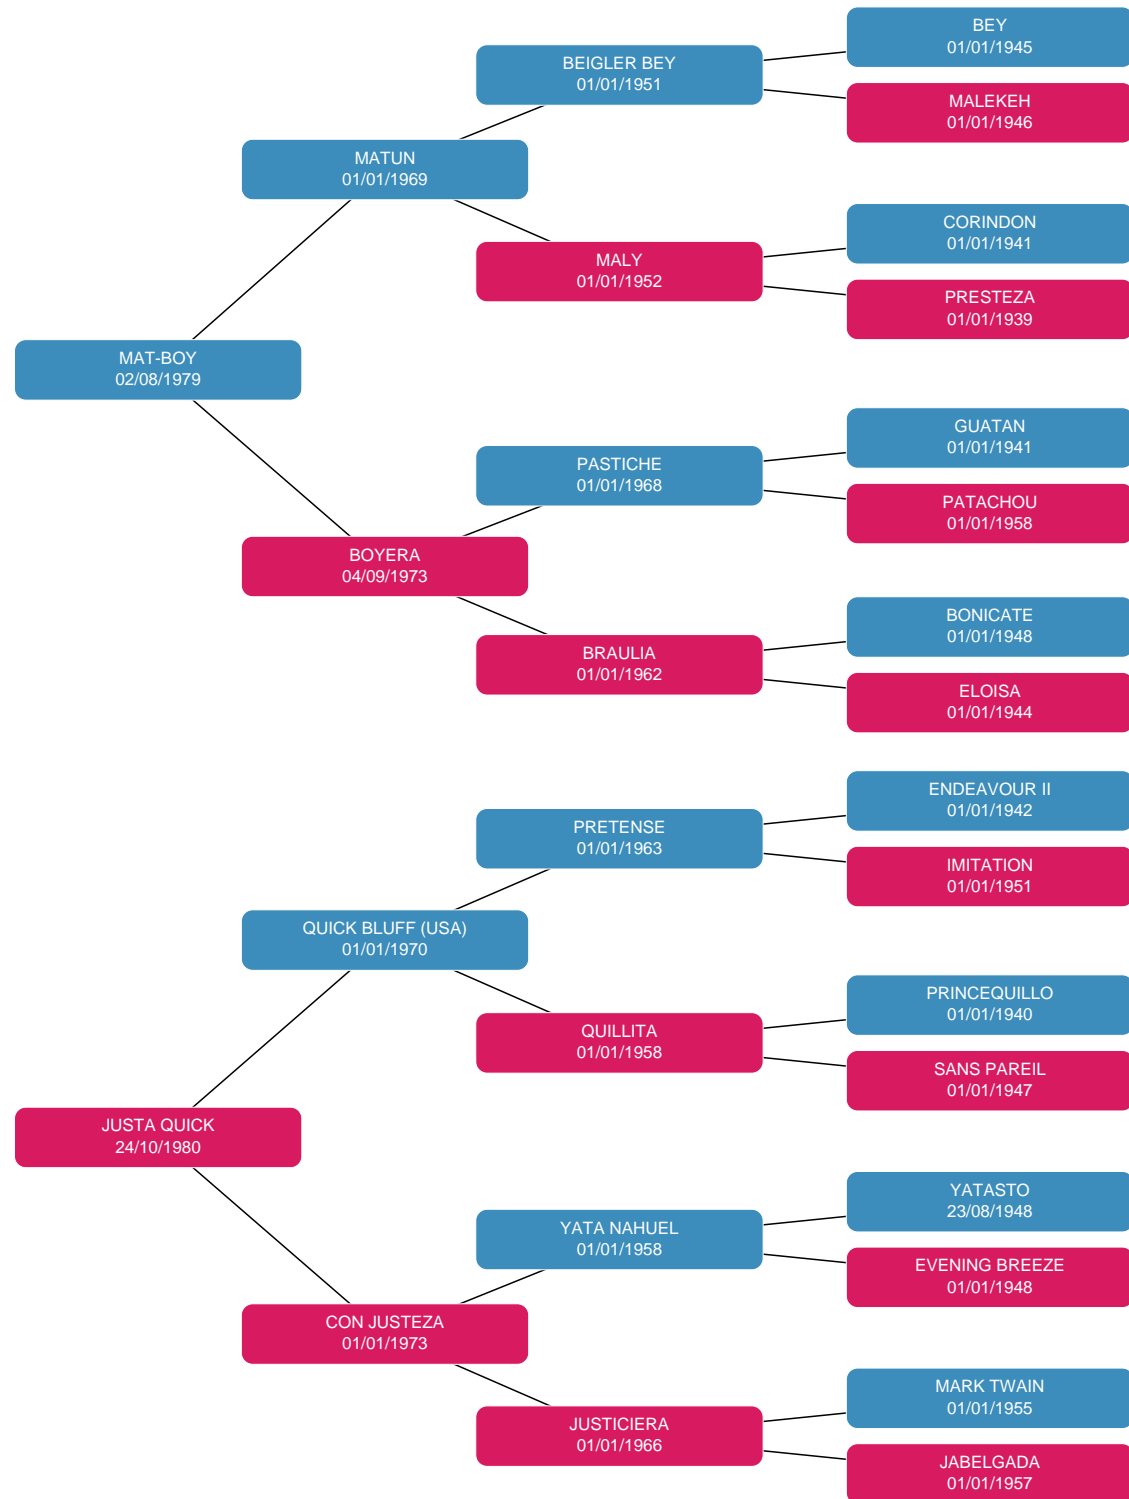 BEY
01/01/1945
BEIGLER BEY
01/01/1951
MALEKEH
01/01/1946
MATUN
01/01/1969
CORINDON
01/01/1941
MALY
01/01/1952
PRESTEZA
01/01/1939
MAT-BOY
02/08/1979
GUATAN
01/01/1941
PASTICHE
01/01/1968
PATACHOU
01/01/1958
BOYERA
04/09/1973
BONICATE
01/01/1948
BRAULIA
01/01/1962
ELOISA
01/01/1944
ENDEAVOUR II
01/01/1942
PRETENSE
01/01/1963
IMITATION
01/01/1951
QUICK BLUFF (USA)
01/01/1970
PRINCEQUILLO
01/01/1940
QUILLITA
01/01/1958
SANS PAREIL
01/01/1947
JUSTA QUICK
24/10/1980
YATASTO
23/08/1948
YATA NAHUEL
01/01/1958
EVENING BREEZE
01/01/1948
CON JUSTEZA
01/01/1973
MARK TWAIN
01/01/1955
JUSTICIERA
01/01/1966
JABELGADA
01/01/1957